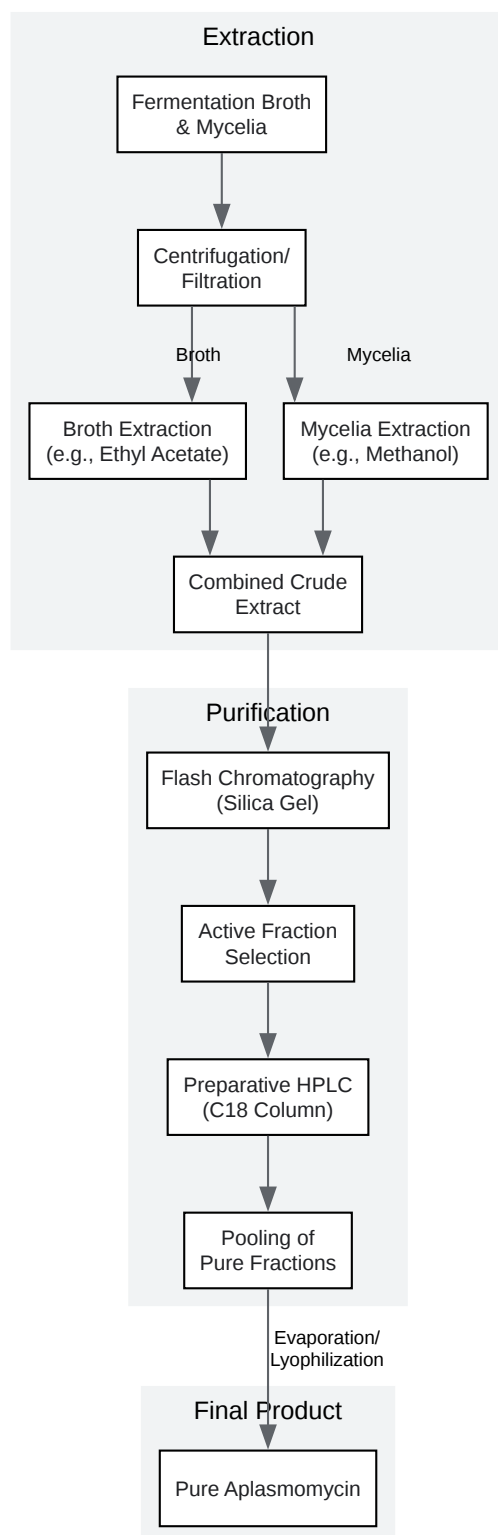 Extraction
Fermentation Broth
& Mycelia
Centrifugation/
Filtration
Broth
Mycelia
Broth Extraction
(e.g., Ethyl Acetate)
Mycelia Extraction
(e.g., Methanol)
Combined Crude
Extract
Purification
Flash Chromatography
(Silica Gel)
Active Fraction
Selection
Preparative HPLC
(C18 Column)
Pooling of
Pure Fractions
Evaporation/
Lyophilization
Final Product
Pure Aplasmomycin